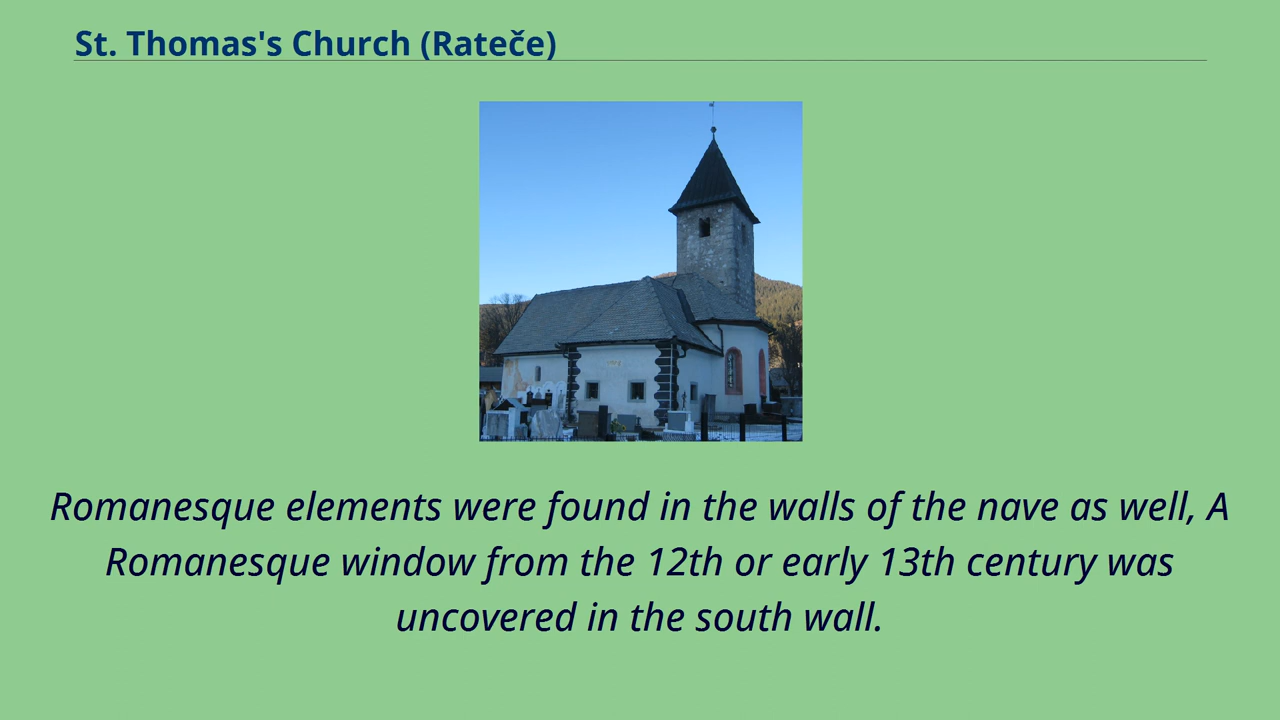 St. Thomas's Church (Rateče)
Romanesque elements were found in the walls of the nave as well, A
Romanesque window from the 12th or early 13th century was
uncovered in the south wall.